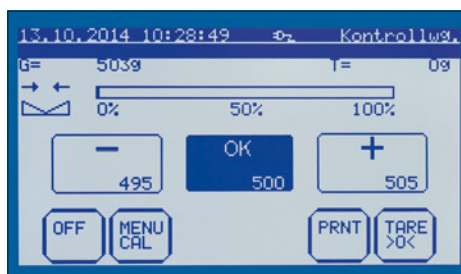 13.10.2014 10:28:49 Kontrollwg.
G= 503g T= 0g
0% 50% 100%
− OK +
495 500 505
OFF MENU CAL PRNT TARE >0<